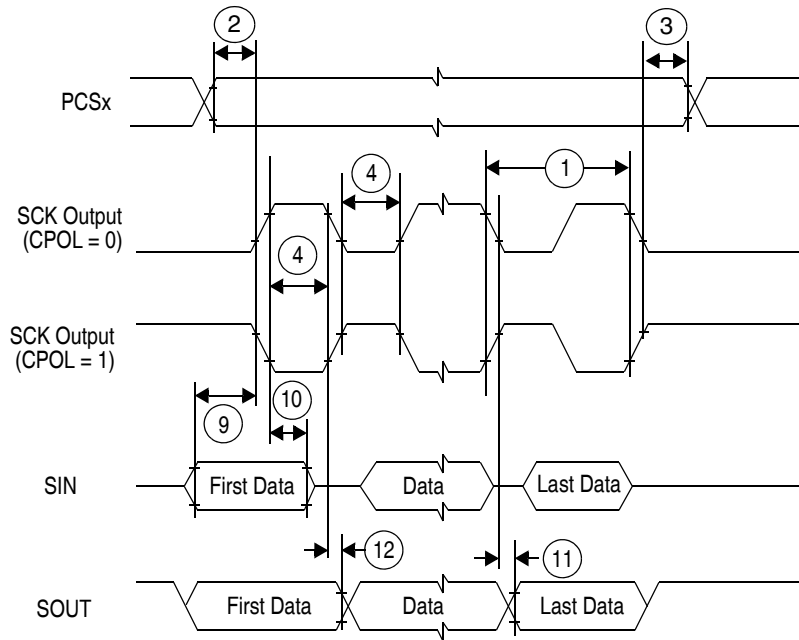 2
3
PCSx
4
1
SCK Output
(CPOL = 0)
4
SCK Output
(CPOL = 1)
9
10
SIN
First Data
Data
Last Data
12
11
SOUT
First Data
Data
Last Data